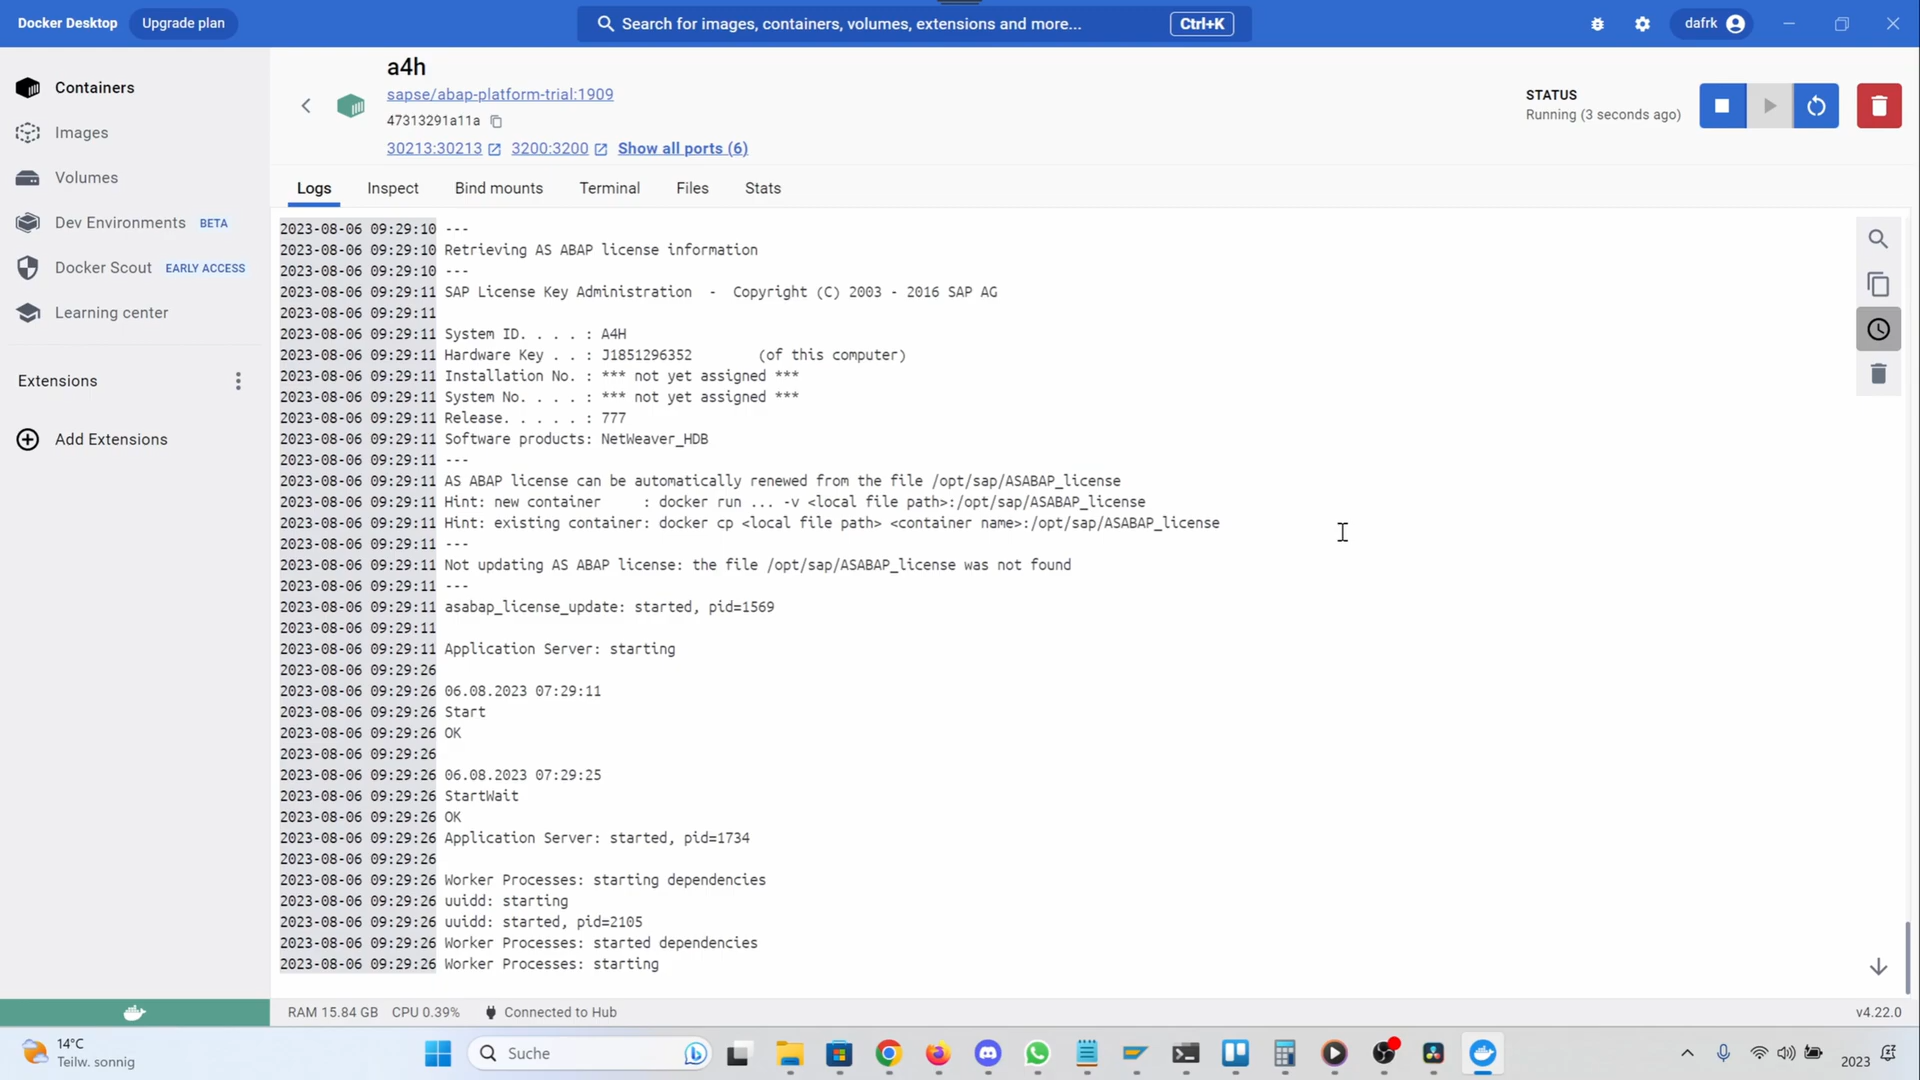 Docker Desktop
Upgrade plan
Search for images, containers, volumes, extensions and more...
Ctrl+K
dafrk
Containers
Images
Volumes
Dev Environments BETA
Docker Scout EARLY ACCESS
Learning center
Extensions
Add Extensions
a4h
sapse/abap-platform-trial:1909
47313291a11a
30213:30213 3200:3200 Show all ports (6)
STATUS
Running (3 seconds ago)
Logs Inspect Bind mounts Terminal Files Stats
2023-08-06 09:29:10 ---
2023-08-06 09:29:10 Retrieving AS ABAP license information
2023-08-06 09:29:10 ---
2023-08-06 09:29:11 SAP License Key Administration - Copyright (C) 2003 - 2016 SAP AG
2023-08-06 09:29:11
2023-08-06 09:29:11 System ID. . . . : A4H
2023-08-06 09:29:11 Hardware Key . . : J1851296352 (of this computer)
2023-08-06 09:29:11 Installation No. : *** not yet assigned ***
2023-08-06 09:29:11 System No. . . . : *** not yet assigned ***
2023-08-06 09:29:11 Release. . . . . : 777
2023-08-06 09:29:11 Software products: NetWeaver_HDB
2023-08-06 09:29:11 ---
2023-08-06 09:29:11 AS ABAP license can be automatically renewed from the file /opt/sap/ASABAP_license
2023-08-06 09:29:11 Hint: new container : docker run ... -v <local file path>:/opt/sap/ASABAP_license
2023-08-06 09:29:11 Hint: existing container: docker cp <local file path> <container name>:/opt/sap/ASABAP_license
2023-08-06 09:29:11 ---
2023-08-06 09:29:11 Not updating AS ABAP license: the file /opt/sap/ASABAP_license was not found
2023-08-06 09:29:11 ---
2023-08-06 09:29:11 asabap_license_update: started, pid=1569
2023-08-06 09:29:11
2023-08-06 09:29:11 Application Server: starting
2023-08-06 09:29:26
2023-08-06 09:29:26 06.08.2023 07:29:11
2023-08-06 09:29:26 Start
2023-08-06 09:29:26 OK
2023-08-06 09:29:26
2023-08-06 09:29:26 06.08.2023 07:29:25
2023-08-06 09:29:26 StartWait
2023-08-06 09:29:26 OK
2023-08-06 09:29:26 Application Server: started, pid=1734
2023-08-06 09:29:26
2023-08-06 09:29:26 Worker Processes: starting dependencies
2023-08-06 09:29:26 uuidd: starting
2023-08-06 09:29:26 uuidd: started, pid=2105
2023-08-06 09:29:26 Worker Processes: started dependencies
2023-08-06 09:29:26 Worker Processes: starting
RAM 15.84 GB CPU 0.39% Connected to Hub
v4.22.0
14°C
Teilw. sonnig
Suche
2023